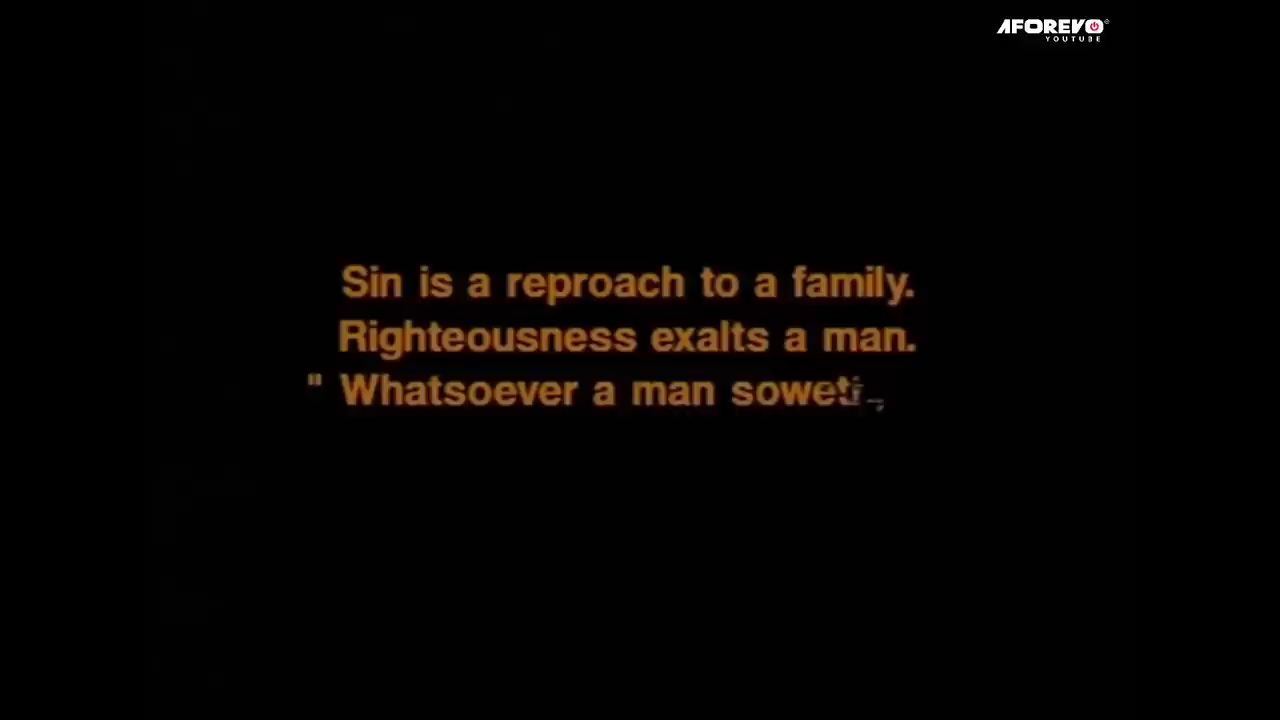 AFOREVO
YOUTUBE
Sin is a reproach to a family.
Righteousness exalts a man.
" Whatsoever a man